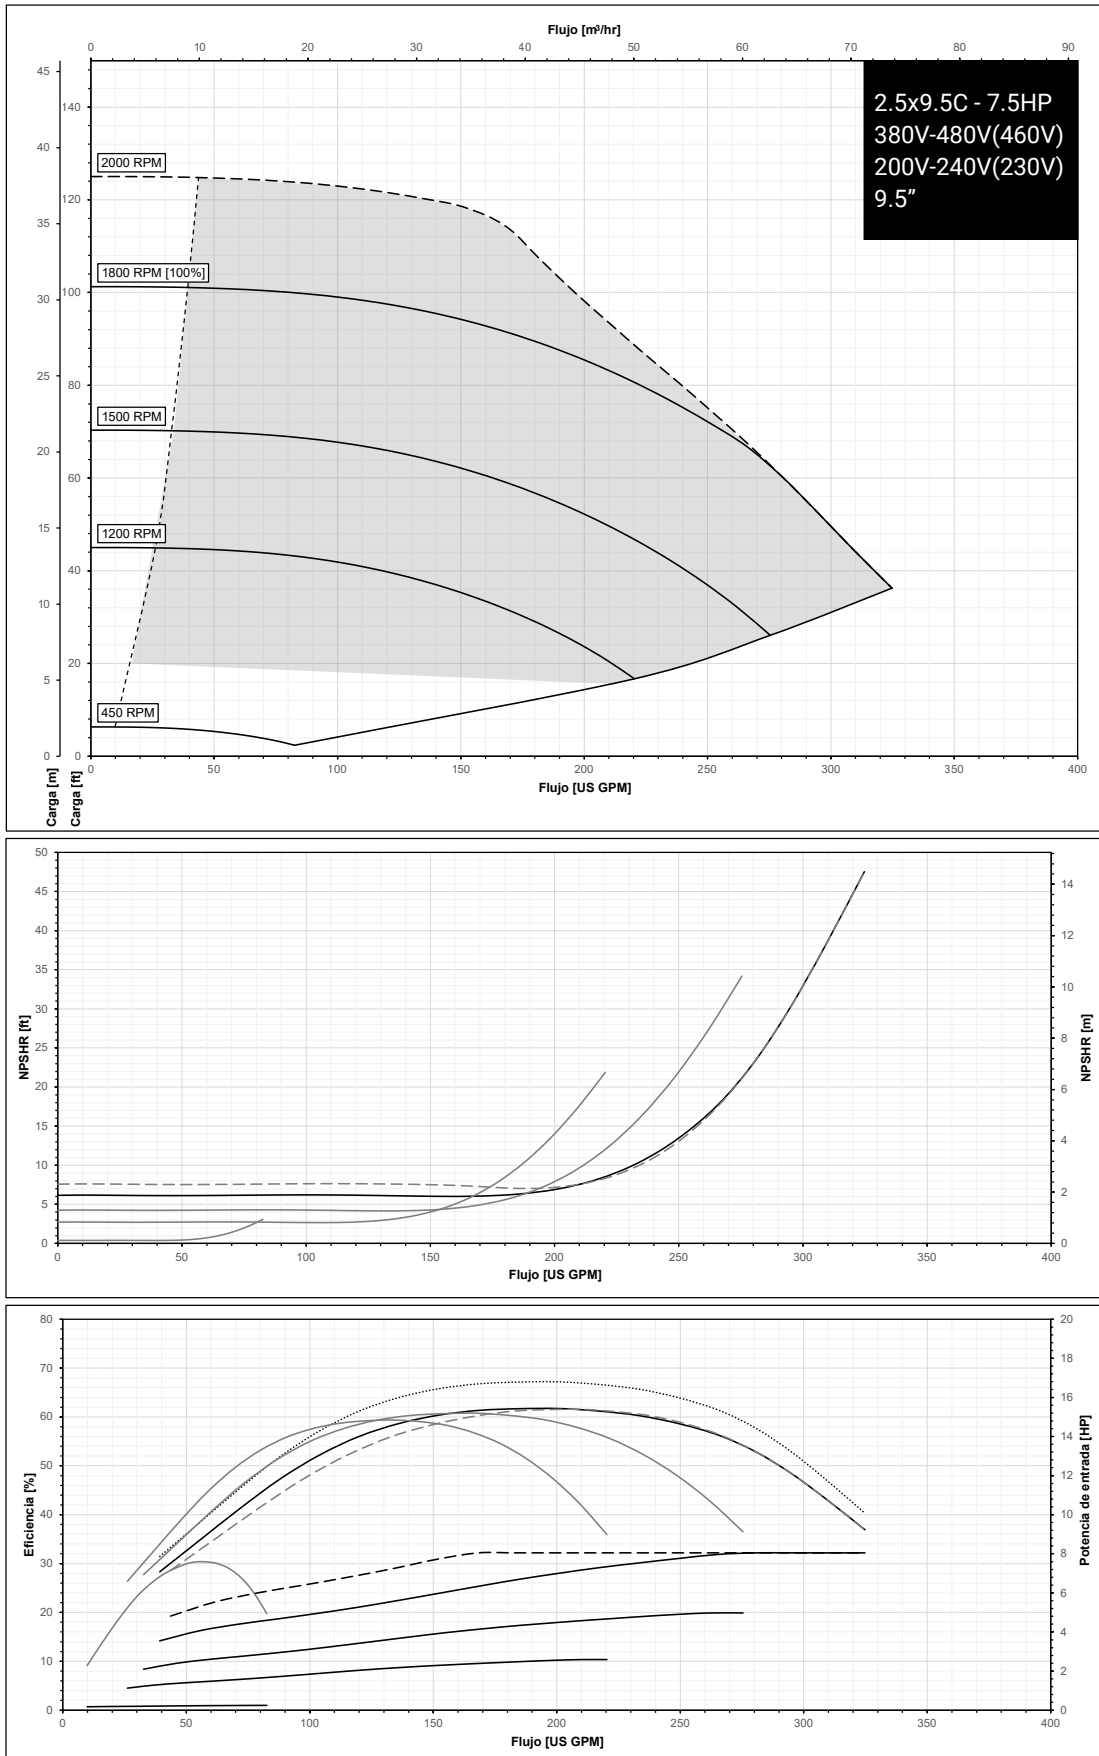 Flujo [m³/hr]
0 10 20 30 40 50 60 70 80 90
2.5x9.5C - 7.5HP
380V-480V(460V)
200V-240V(230V)
9.5”
45 40 35 30 25 20 15 10 5 0
140 120 100 80 60 40 20 0
2000 RPM
1800 RPM [100%]
1500 RPM
1200 RPM
450 RPM
Carga [m]
Carga [ft]
0 50 100 150 200 250 300 350 400
Flujo [US GPM]
50 45 40 35 30 25 20 15 10 5 0
NPSHR [ft]
14 12 10 8 6 4 2 0
NPSHR [m]
0 50 100 150 200 250 300 350 400
Flujo [US GPM]
80 70 60 50 40 30 20 10 0
Eficiencia [%]
20 18 16 14 12 10 8 6 4 2 0
Potencia de entrada [HP]
0 50 100 150 200 250 300 350 400
Flujo [US GPM]